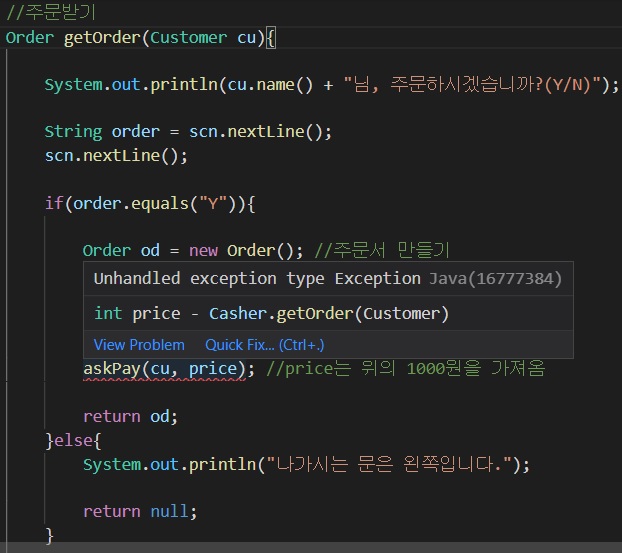 //주문받기
Order getOrder(Customer cu){
System.out.println(cu.name() + "님, 주문하시겠습니까?(Y/N)");
String order = scn.nextLine();
scn.nextLine();
if(order.equals("Y")){
Order od = new Order(); //주문서 만들기
Unhandled exception type Exception Java(16777384)
int price - Casher.getOrder(Customer)
View Problem Quick Fix... (Ctrl+.)
askPay(cu, price); //price는 위의 1000원을 가져옴
return od;
}else{
System.out.println("나가시는 문은 왼쪽입니다.");
return null;
}